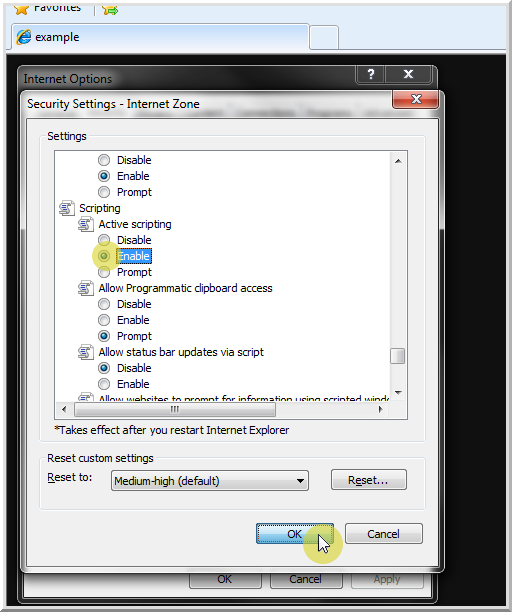 Favorites
example
Internet Options
?
Security Settings - Internet Zone
Settings
Disable
Enable
Prompt
Scripting
Active scripting
Disable
Enable
Prompt
Allow Programmatic clipboard access
Disable
Enable
Prompt
Allow status bar updates via script
Disable
Enable
Allow websites to prompt for information using scripted windo
*Takes effect after you restart Internet Explorer
Reset custom settings
Reset to: Medium-high (default) Reset...
OK Cancel
OK Cancel Apply